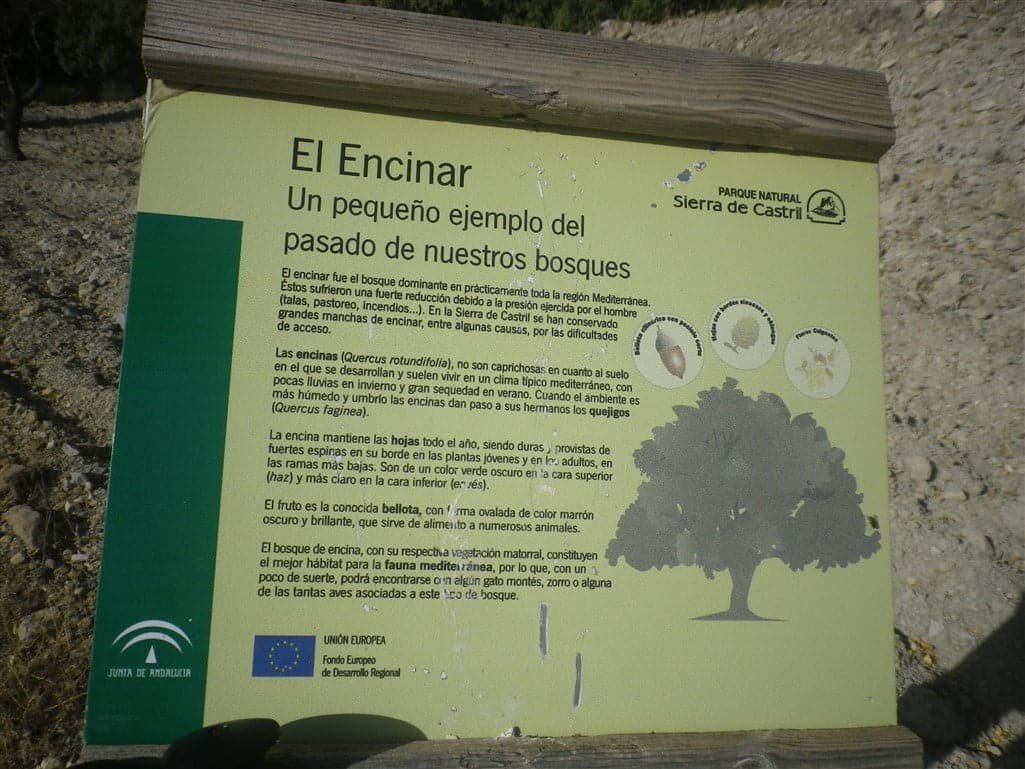 El Encinar
Un pequeño ejemplo del
pasado de nuestros bosques
PARQUE NATURAL
Sierra de Castril
El encinar fue el bosque dominante en prácticamente toda la región Mediterránea.
Éstos sufrieron una fuerte reducción debido a la presión ejercida por el hombre
(talas, pastoreo, incendios...). En la Sierra de Castril se han conservado
grandes manchas de encinar, entre algunas causas, por las dificultades
de acceso.
Las encinas (Quercus rotundifolia), no son caprichosas en cuanto al suelo
en el que se desarrollan y suelen vivir en un clima típico mediterráneo, con
pocas lluvias en invierno y gran sequedad en verano. Cuando el ambiente es
más húmedo y umbrío las encinas dan paso a sus hermanos los quejigos
(Quercus faginea).
La encina mantiene las hojas todo el año, siendo duras y provistas de
fuertes espinas en su borde en las plantas jóvenes y en los adultos, en
las ramas más bajas. Son de un color verde oscuro en la cara superior
(haz) y más claro en la cara inferior (envés).
El fruto es la conocida bellota, con forma ovalada de color marrón
oscuro y brillante, que sirve de alimento a numerosos animales.
El bosque de encina, con su respectiva vegetación matorral, constituyen
el mejor hábitat para la fauna mediterránea, por lo que, con un
poco de suerte, podrá encontrarse con algún gato montés, zorro o alguna
de las tantas aves asociadas a este tipo de bosque.
Bellota cilíndrica con pecíolo corto
Hojas con bordes sinuosos y
Flores Colgantes
JUNTA DE ANDALUCIA
UNIÓN EUROPEA
Fondo Europeo
de Desarrollo Regional